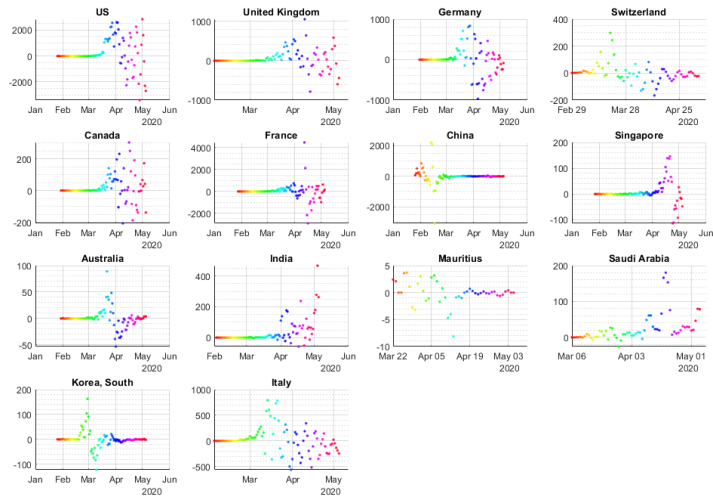 US
2000
0
-2000
Jan Feb Mar Apr May Jun
2020
United Kingdom
1000
0
-1000
Mar Apr May
2020
Germany
1000
0
-1000
Jan Feb Mar Apr May Jun
2020
Switzerland
400
200
0
-200
Feb 29 Mar 28 Apr 25
2020
Canada
200
0
-200
Jan Feb Mar Apr May Jun
2020
France
4000
2000
0
-2000
Jan Feb Mar Apr May Jun
2020
China
2000
0
-2000
Jan Feb Mar Apr May Jun
2020
Singapore
200
100
0
-100
Jan Feb Mar Apr May Jun
2020
Australia
100
50
0
-50
Jan Feb Mar Apr May Jun
2020
India
400
200
0
Feb Mar Apr May Jun
2020
Mauritius
5
0
-5
-10
Mar 22 Apr 05 Apr 19 May 03
2020
Saudi Arabia
200
100
0
Mar 06 Apr 03 May 01
2020
Korea, South
200
100
0
-100
Jan Feb Mar Apr May Jun
2020
Italy
1000
500
0
-500
Mar Apr May
2020